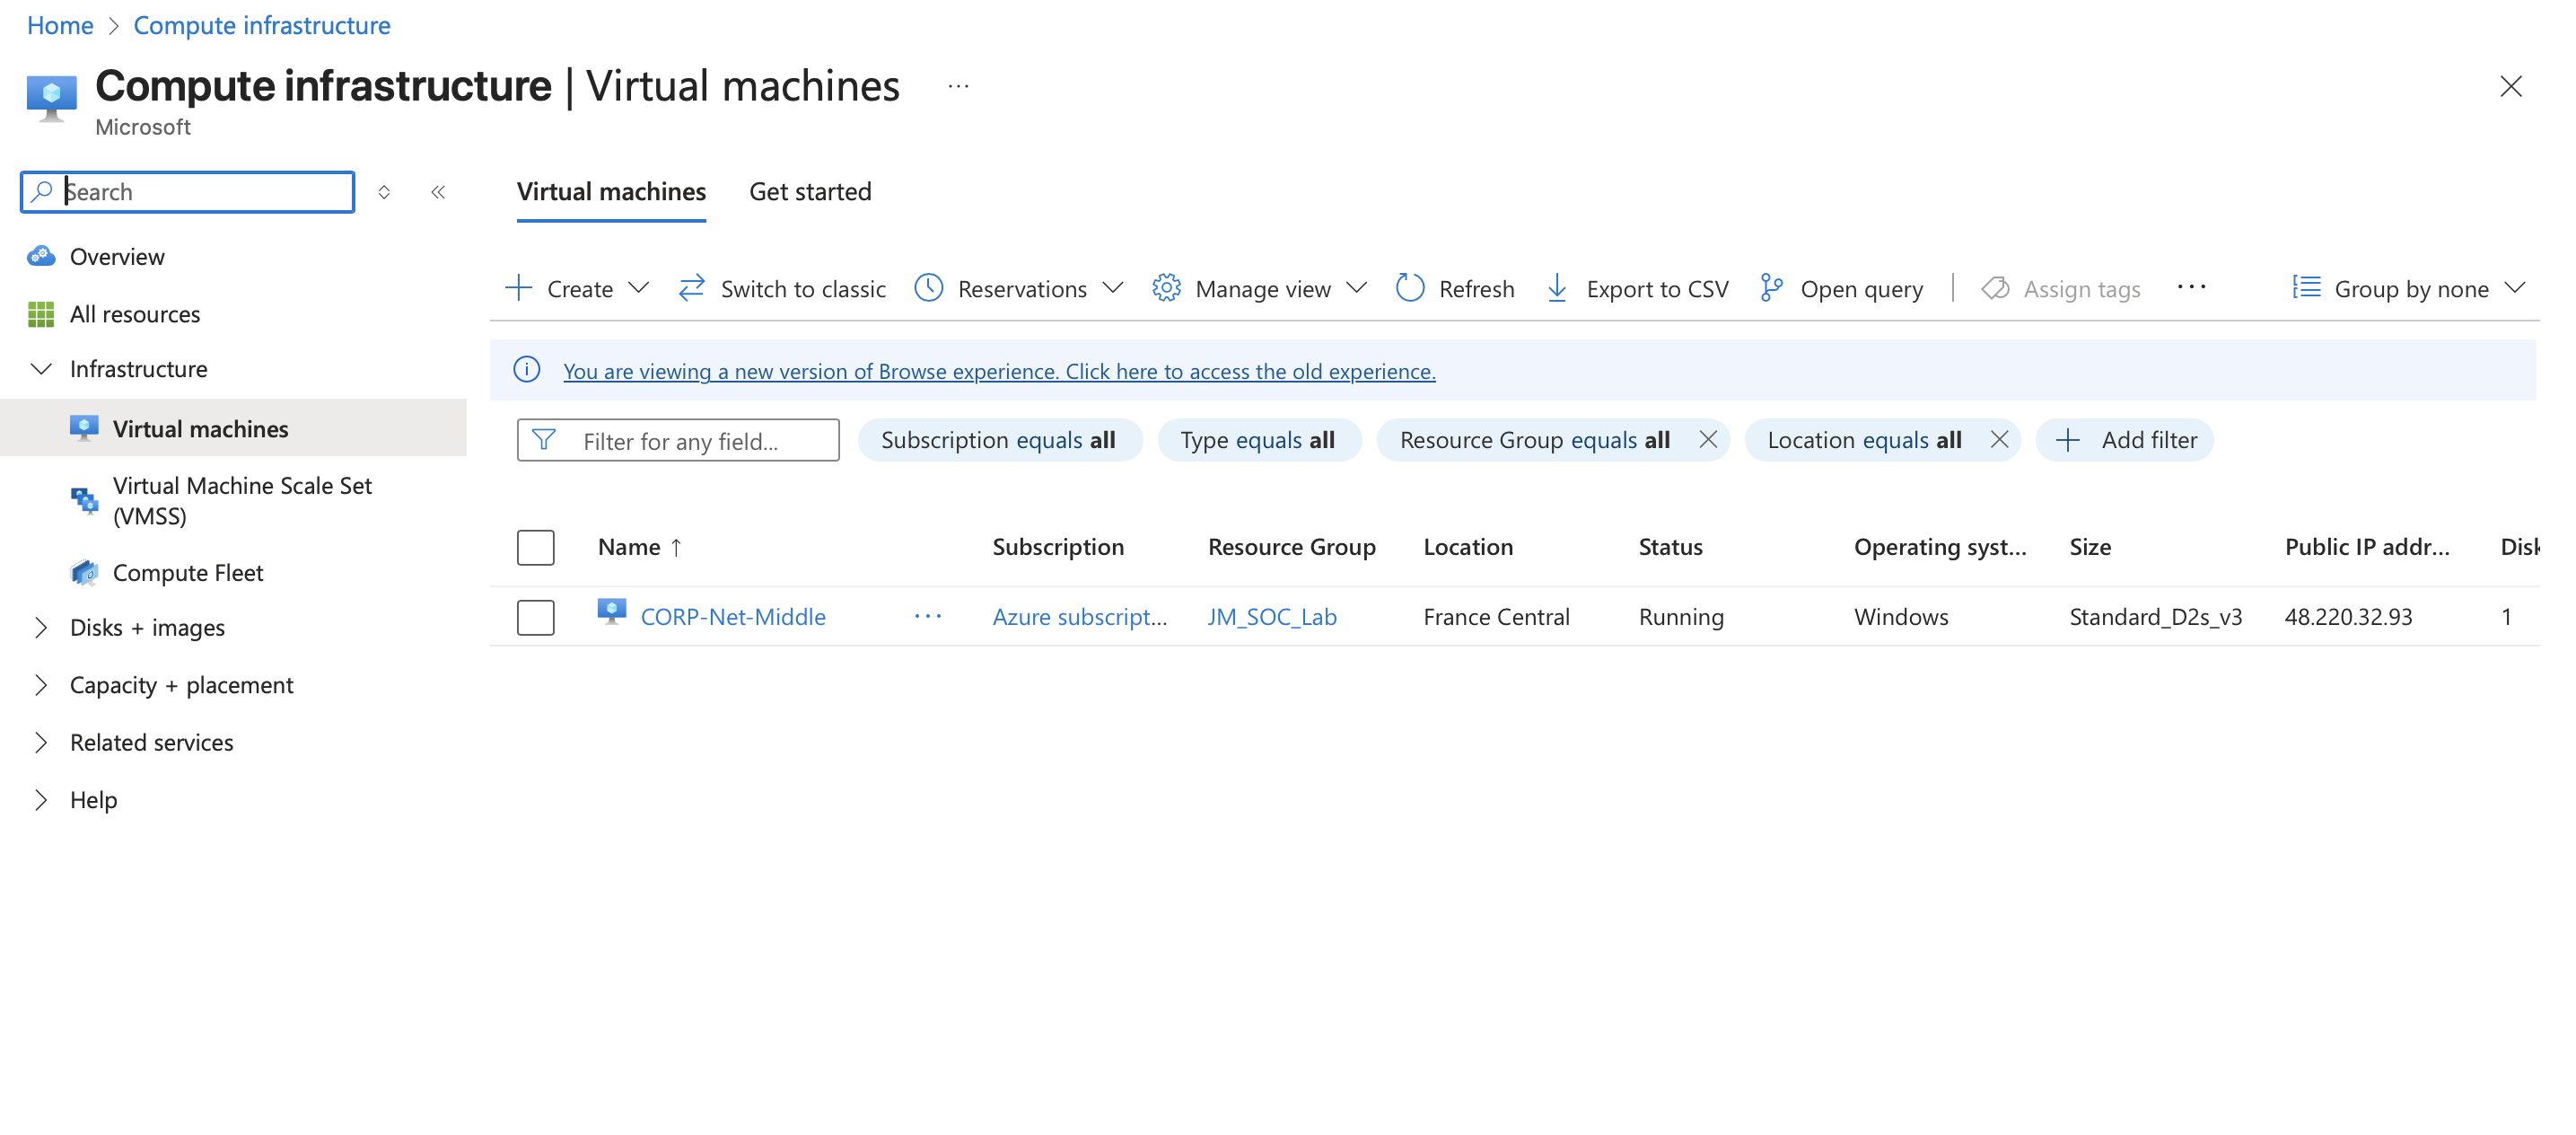 Home > Compute infrastructure
Compute infrastructure | Virtual machines ...
Microsoft
Search
Overview
All resources
Infrastructure
Virtual machines
Virtual Machine Scale Set
(VMSS)
Compute Fleet
Disks + images
Capacity + placement
Related services
Help
Virtual machines Get started
Create Switch to classic Reservations Manage view Refresh Export to CSV Open query Assign tags ... Group by none
You are viewing a new version of Browse experience. Click here to access the old experience.
Filter for any field... Subscription equals all Type equals all Resource Group equals all Location equals all Add filter
Name ↑ Subscription Resource Group Location Status Operating syst... Size Public IP addr... Disk
CORP-Net-Middle ... Azure subscript... JM_SOC_Lab France Central Running Windows Standard_D2s_v3 48.220.32.93 1